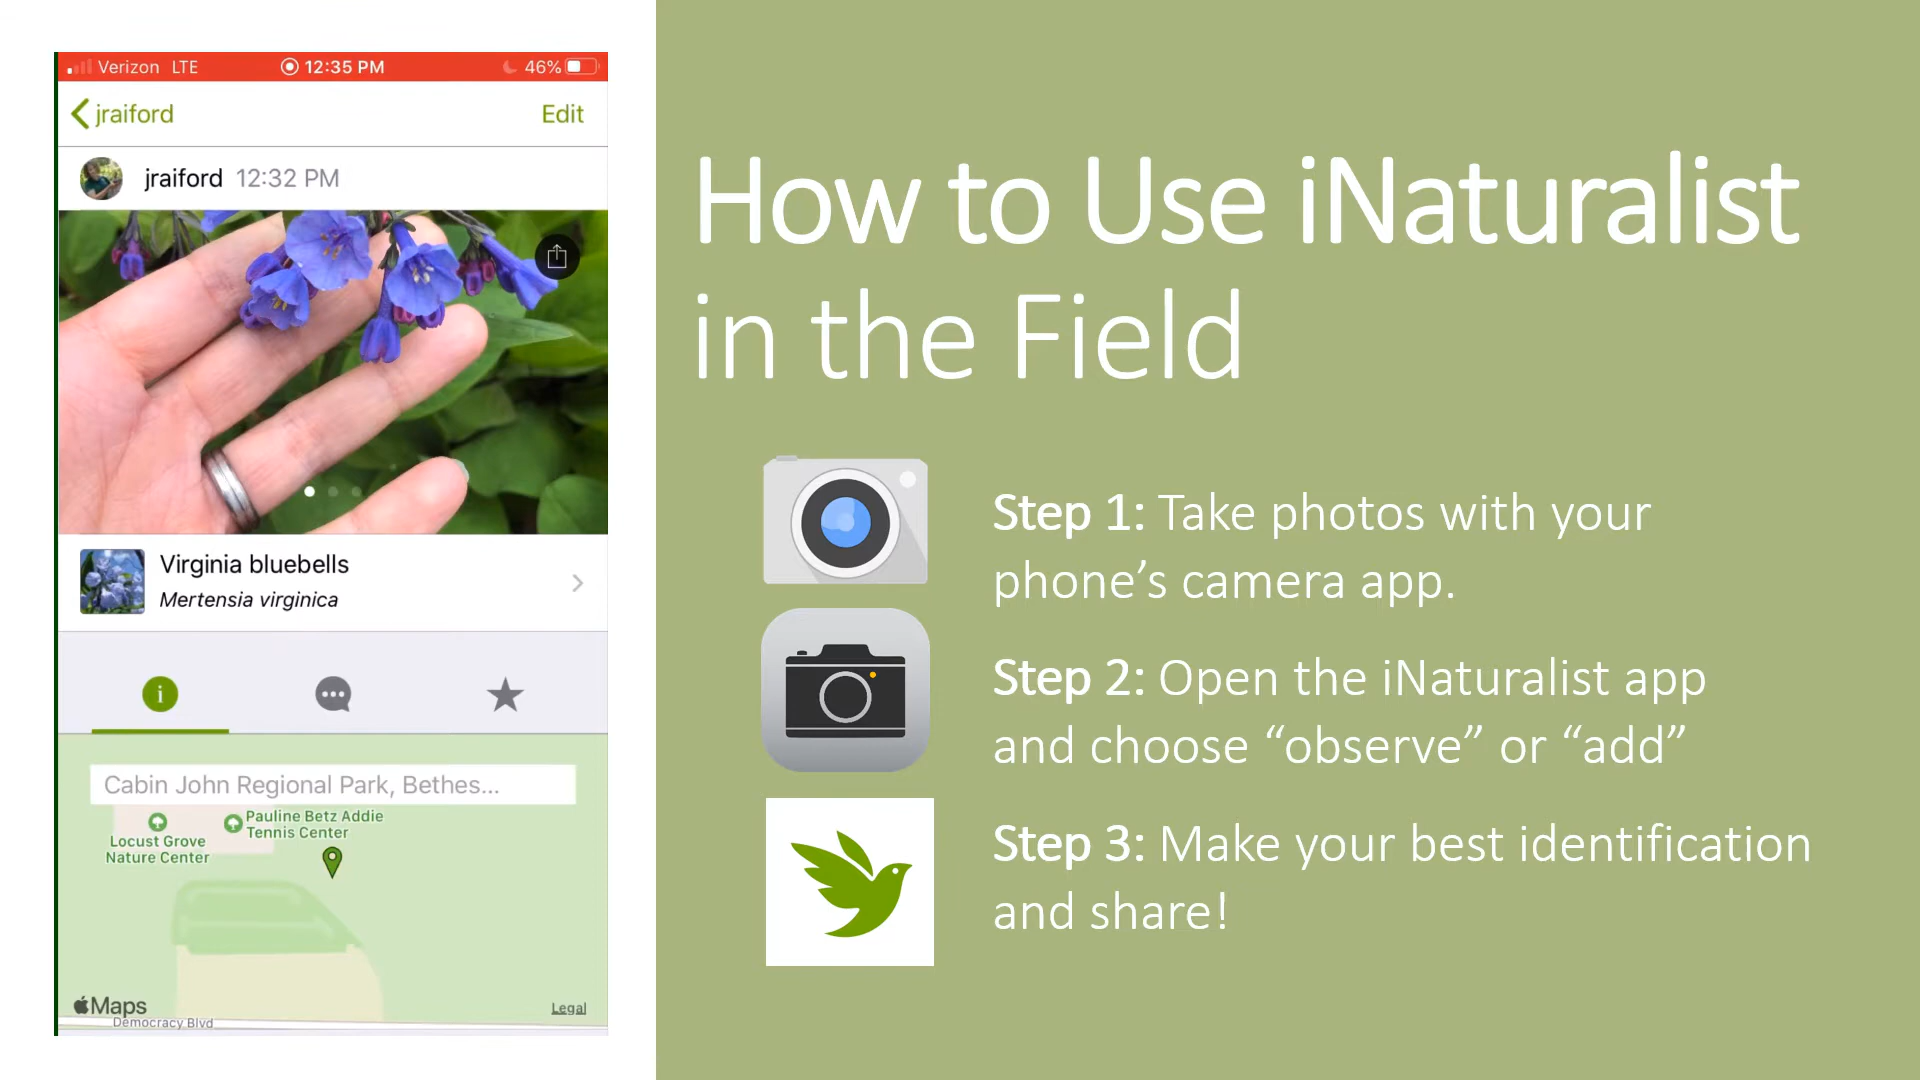 Verizon LTE 12:35 PM 46%
jraiford Edit
jraiford 12:32 PM
Virginia bluebells
Mertensia virginica
Cabin John Regional Park, Bethes...
Pauline Betz Addie
Tennis Center
Locust Grove
Nature Center
Maps
Legal
Democracy Blvd
How to Use iNaturalist
in the Field
Step 1: Take photos with your
phone’s camera app.
Step 2: Open the iNaturalist app
and choose “observe” or “add”
Step 3: Make your best identification
and share!